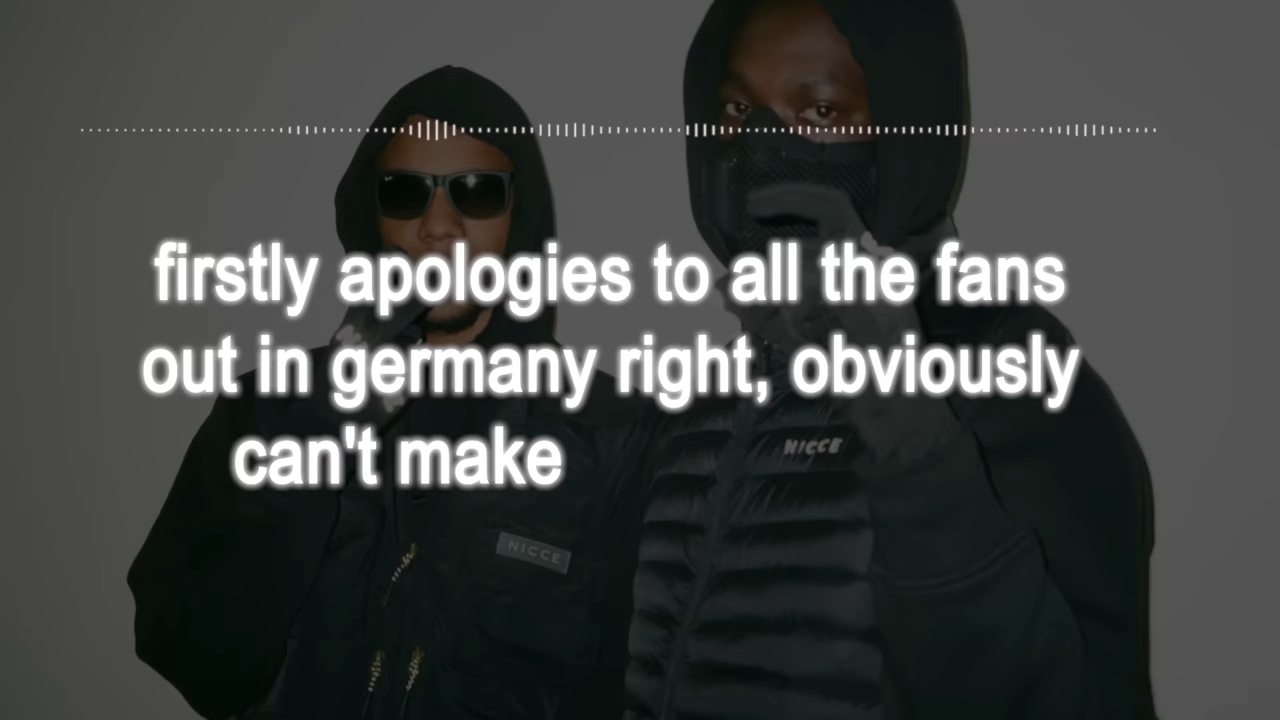 firstly apologies to all the fans
out in germany right, obviously
can't make
NICCE
NICCE